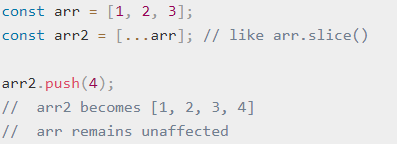 const arr = [1, 2, 3];
const arr2 = [...arr]; // like arr.slice()
arr2.push(4);
//  arr2 becomes [1, 2, 3, 4]
//  arr remains unaffected